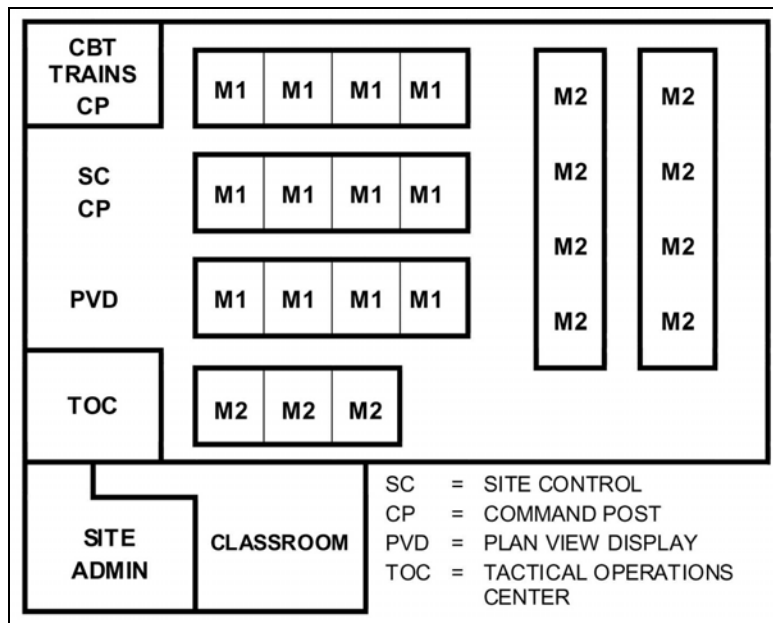 CBT
TRAINS
CP
M1 M1 M1 M1
SC
CP
M1 M1 M1 M1
PVD
M1 M1 M1 M1
TOC
M2 M2 M2
M2
M2
M2
M2
M2
M2
M2
M2
SITE
ADMIN
CLASSROOM
SC = SITE CONTROL
CP = COMMAND POST
PVD = PLAN VIEW DISPLAY
TOC = TACTICAL OPERATIONS
CENTER